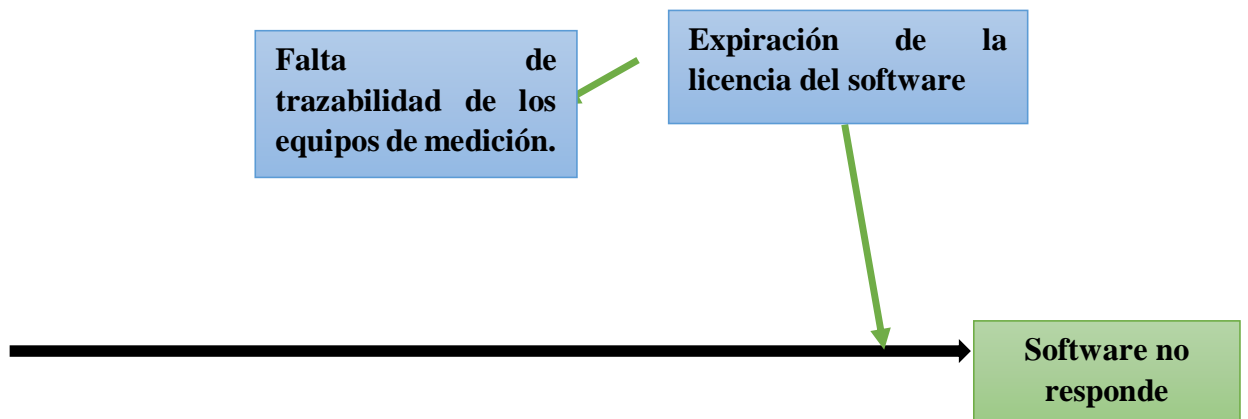 Falta de
trazabilidad de los
equipos de medición.
Expiración de la
licencia del software
Software no
responde